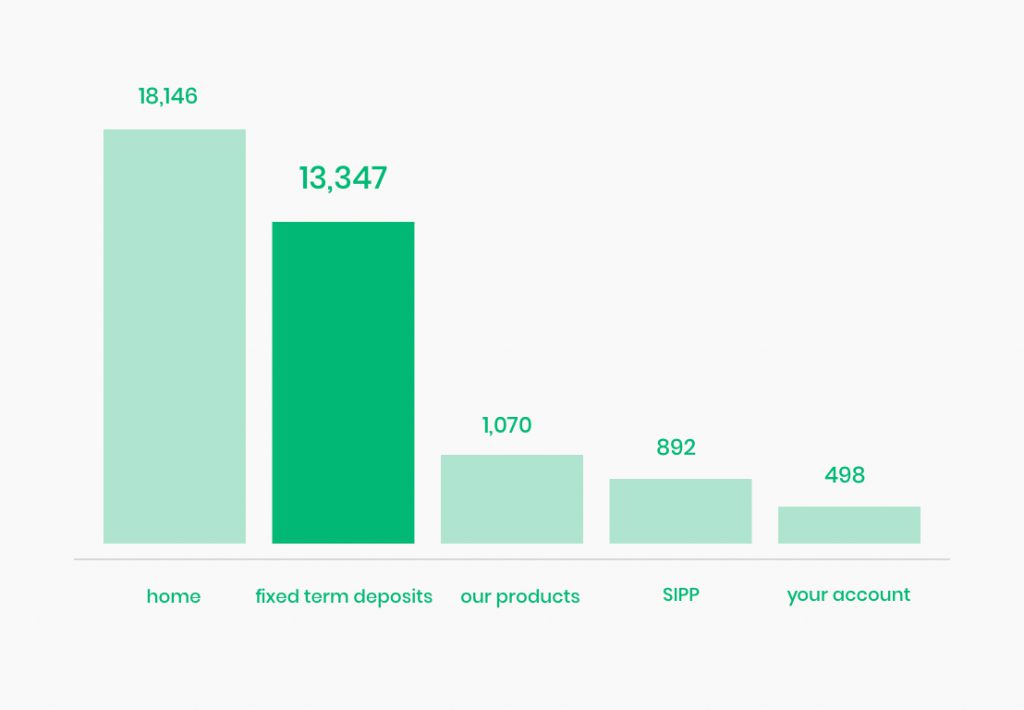 18,146
13,347
1,070
892
498
home
fixed term deposits
our products
SIPP
your account